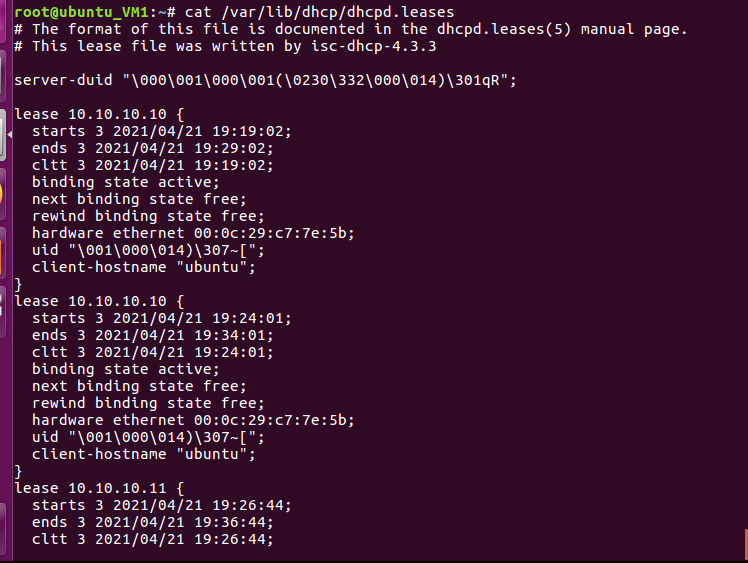 root@ubuntu_VM1:~# cat /var/lib/dhcp/dhcpd.leases
# The format of this file is documented in the dhcpd.leases(5) manual page.
# This lease file was written by isc-dhcp-4.3.3
server-duid "\000\001\000\001(\0230\332\000\014)\301qR";
lease 10.10.10.10 {
starts 3 2021/04/21 19:19:02;
ends 3 2021/04/21 19:29:02;
cltt 3 2021/04/21 19:19:02;
binding state active;
next binding state free;
rewind binding state free;
hardware ethernet 00:0c:29:c7:7e:5b;
uid "\001\000\014)\307~[";
client-hostname "ubuntu";
}
lease 10.10.10.10 {
starts 3 2021/04/21 19:24:01;
ends 3 2021/04/21 19:34:01;
cltt 3 2021/04/21 19:24:01;
binding state active;
next binding state free;
rewind binding state free;
hardware ethernet 00:0c:29:c7:7e:5b;
uid "\001\000\014)\307~[";
client-hostname "ubuntu";
}
lease 10.10.10.11 {
starts 3 2021/04/21 19:26:44;
ends 3 2021/04/21 19:36:44;
cltt 3 2021/04/21 19:26:44;